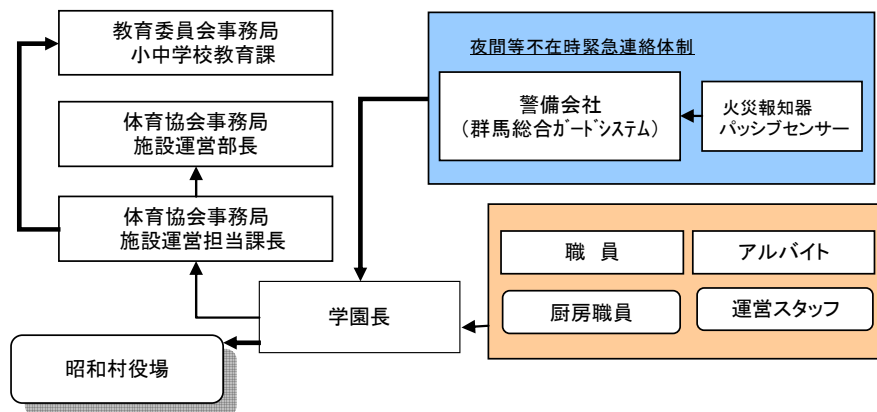 教育委員会事務局
小中学校教育課
体育協会事務局
施設運営部長
体育協会事務局
施設運営担当課長
昭和村役場
学園長
夜間等不在時緊急連絡体制
警備会社
（群馬総合ｶﾞｰﾄﾞシステム）
火災報知器
パッシブセンサー
職　員
アルバイト
厨房職員
運営スタッフ